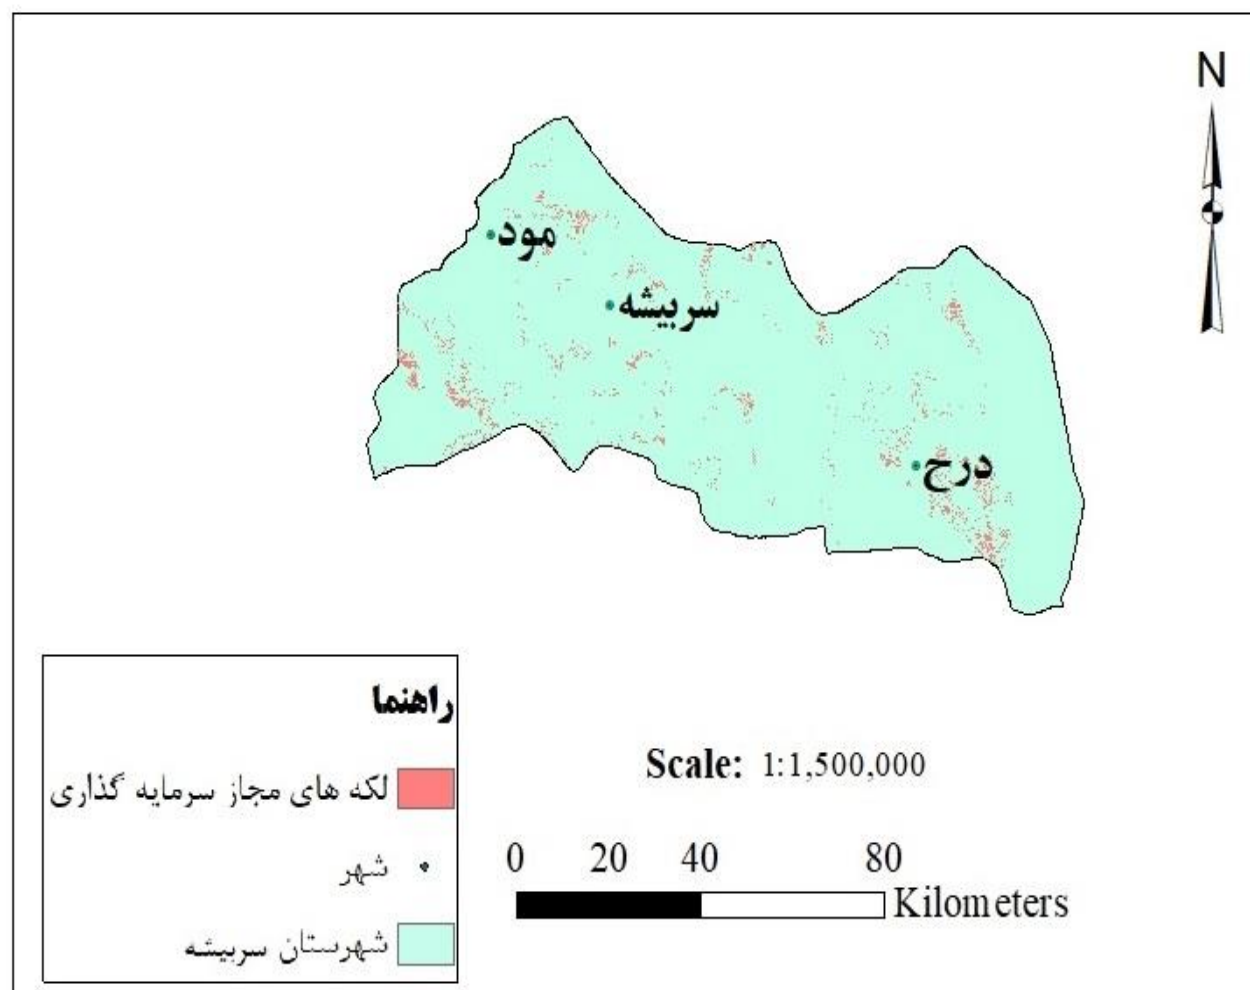 N
مود
سربیشه
درح
راهنما
لکه های مجاز سرمایه گذاری
شهر
شهرستان سربیشه
Scale: 1:1,500,000
0 20 40 80
Kilometers